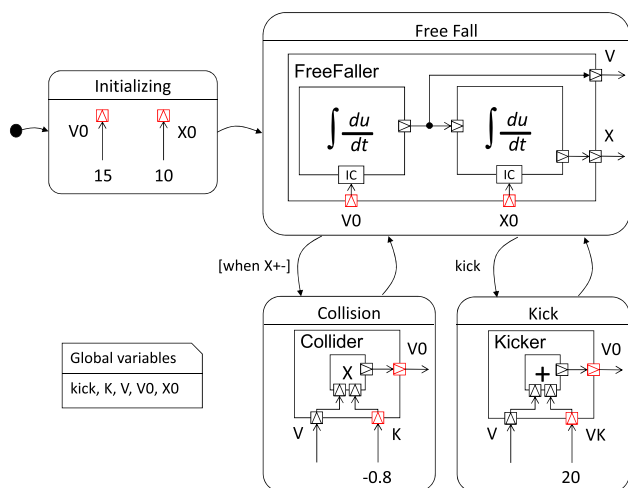 Free Fall
V
FreeFaller
∫ du/dt
∫ du/dt
X
IC
IC
V0
X0
Initializing
V0
X0
15
10
[when X+-]
kick
Collision
Collider
V0
X
V
K
-0.8
Kick
Kicker
V0
+
V
VK
20
Global variables
kick, K, V, V0, X0